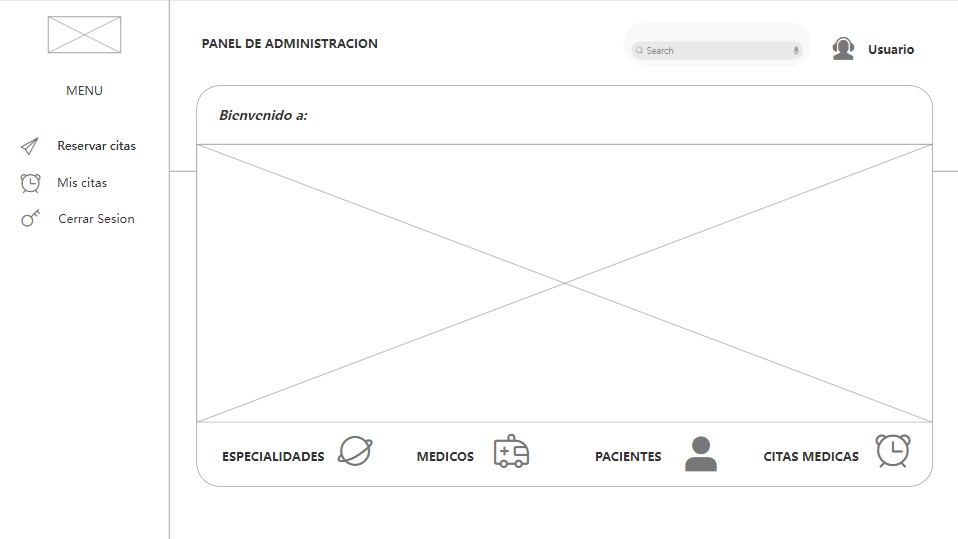 MENU
Reservar citas
Mis citas
Cerrar Sesion
PANEL DE ADMINISTRACION
Search
Usuario
Bienvenido a:
ESPECIALIDADES
MEDICOS
PACIENTES
CITAS MEDICAS